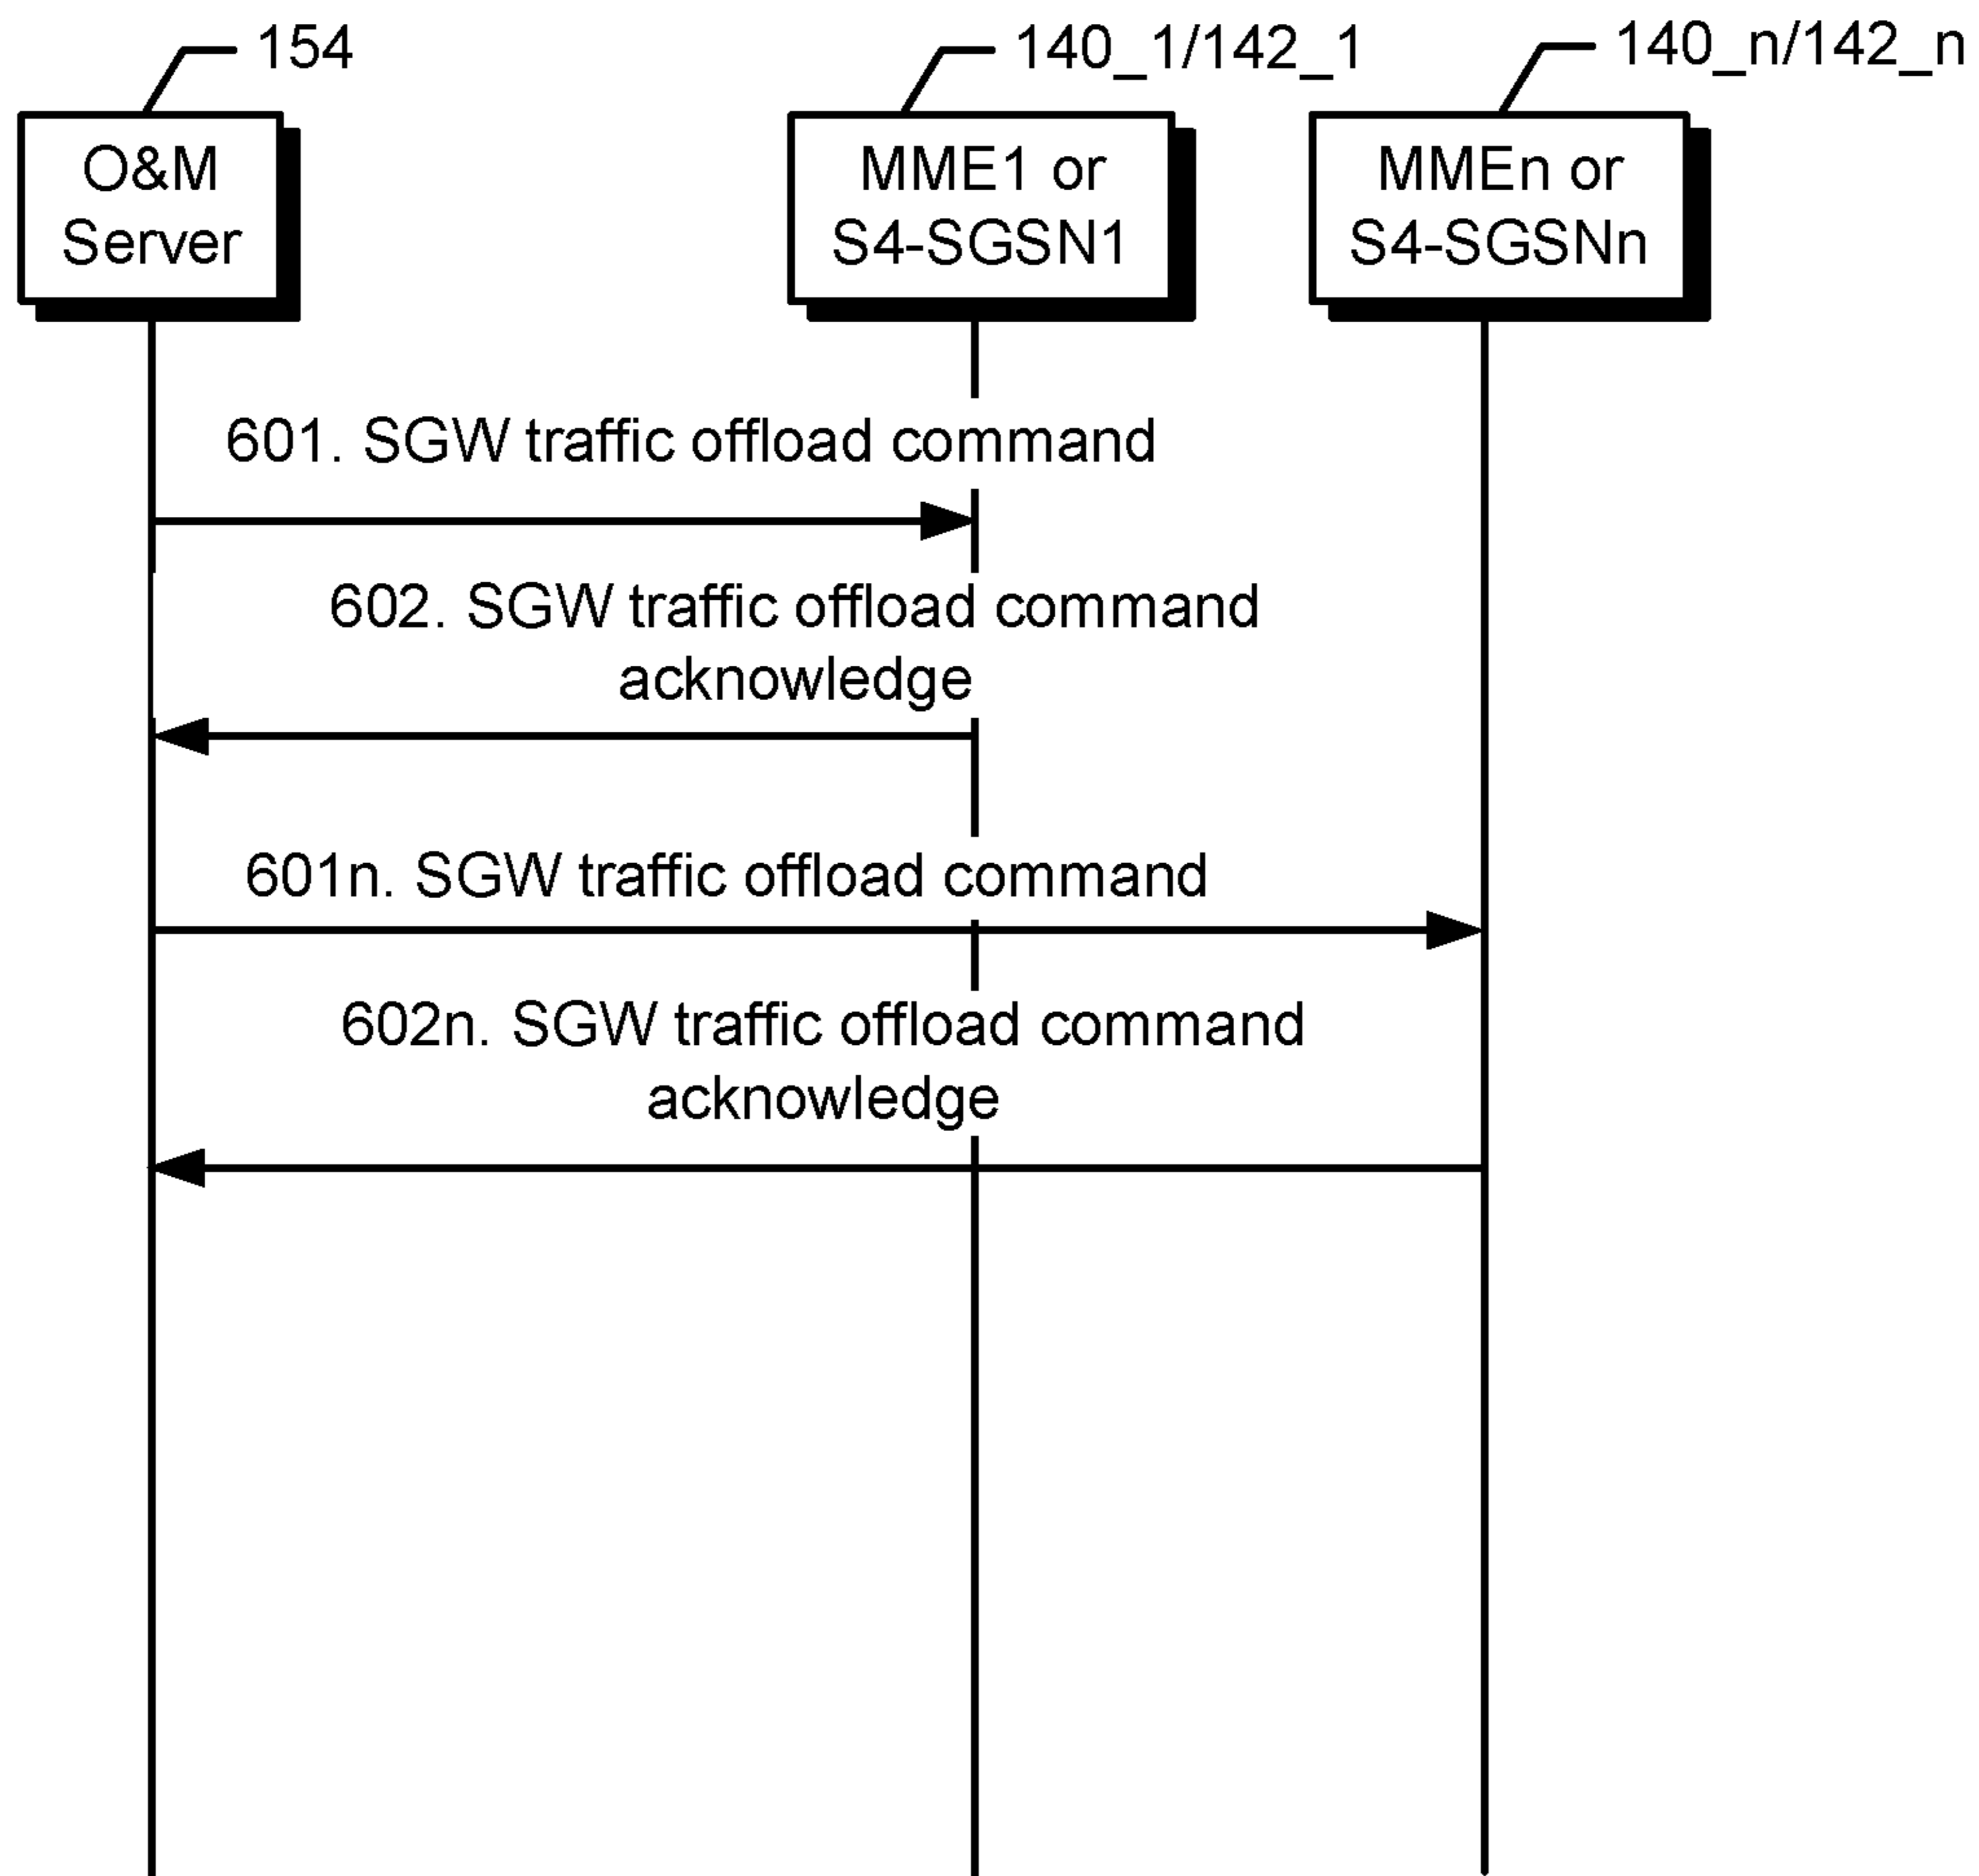 154
140_1/142_1
140_n/142_n
O&M
Server
MME1 or
S4-SGSN1
MMEn or
S4-SGSNn
601. SGW traffic offload command
602. SGW traffic offload command
acknowledge
601n. SGW traffic offload command
602n. SGW traffic offload command
acknowledge